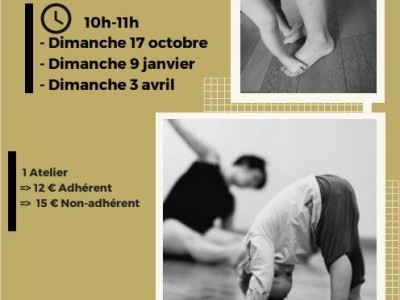 10h-11h
- Dimanche 17 octobre
- Dimanche 9 janvier
- Dimanche 3 avril
1 Atelier
=> 12 € Adhérent
=> 15 € Non-adhérent